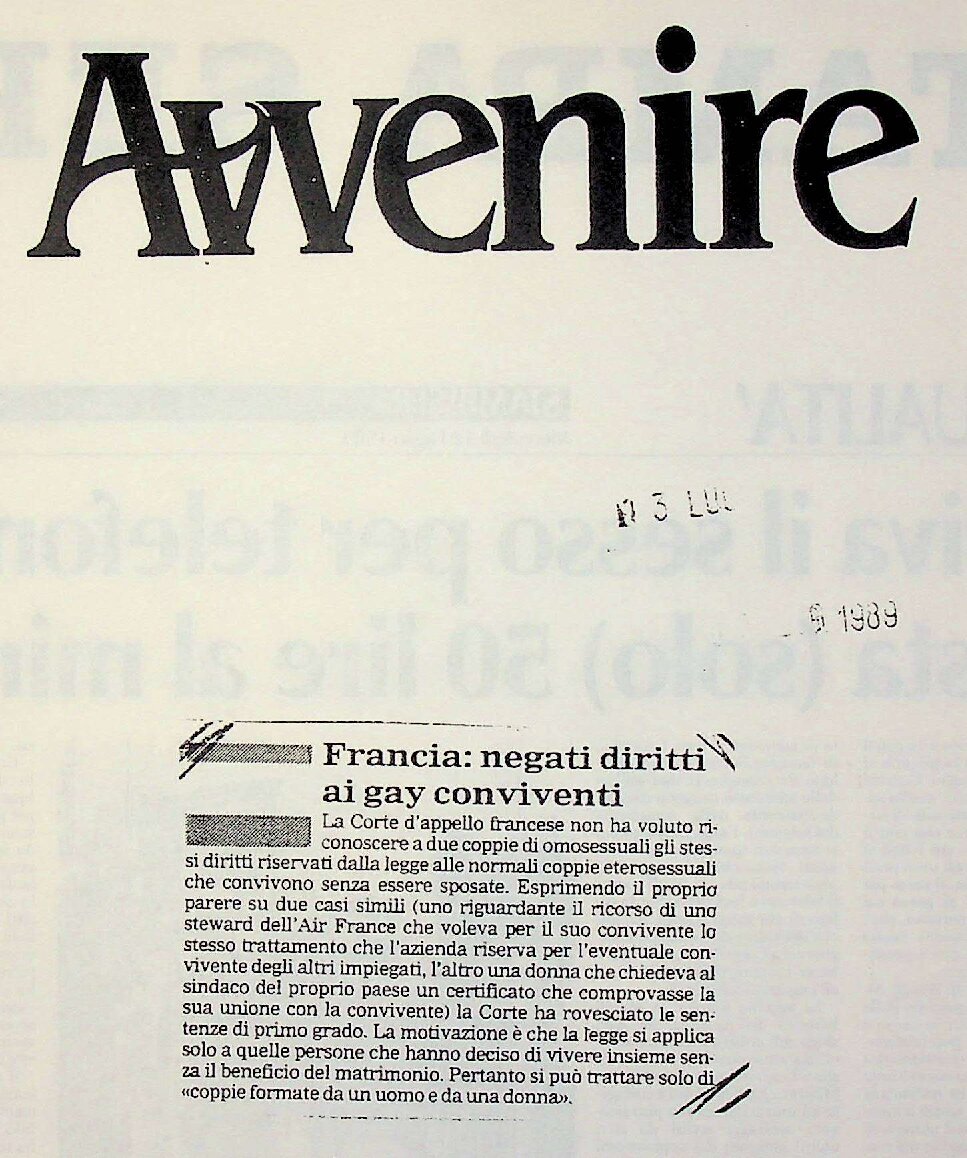 Avvenire
3 LUG
1989
Francia: negati diritti
ai gay conviventi
La Corte d'appello francese non ha voluto ri-
conoscere a due coppie di omosessuali gli stes-
si diritti riservati dalla legge alle normali coppie eterosessuali
che convivono senza essere sposate. Esprimendo il proprio
parere su due casi simili (uno riguardante il ricorso di uno
steward dell'Air France che voleva per il suo convivente lo
stesso trattamento che l'azienda riserva per l'eventuale con-
vivente degli altri impiegati, l'altro una donna che chiedeva al
sindaco del proprio paese un certificato che comprovasse la
sua unione con la convivente) la Corte ha rovesciato le sen-
tenze di primo grado. La motivazione è che la legge si applica
solo a quelle persone che hanno deciso di vivere insieme sen-
za il beneficio del matrimonio. Pertanto si può trattare solo di
«coppie formate da un uomo e da una donna».